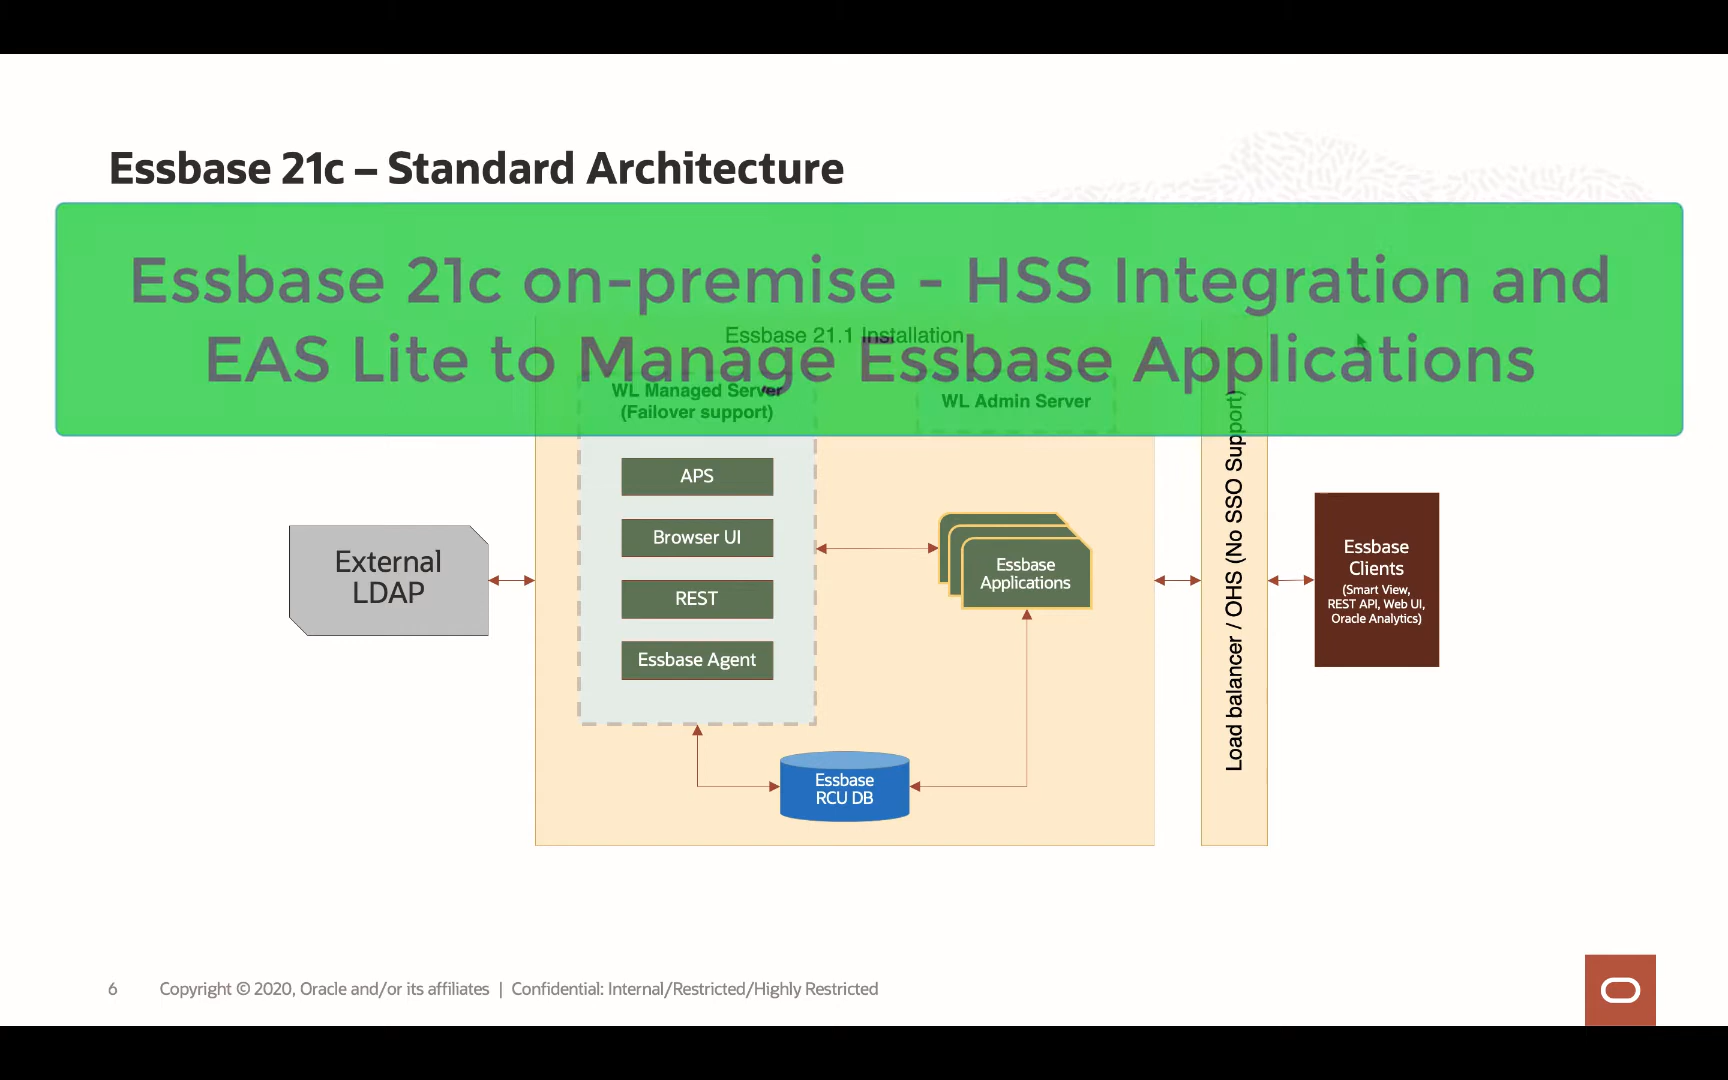 Essbase 21c – Standard Architecture
Essbase 21c on-premise - HSS Integration and
EAS Lite to Manage Essbase Applications
Essbase 21.1 Installation
WL Managed Server
(Failover support)
WL Admin Server
APS
Browser UI
REST
Essbase Agent
External
LDAP
Essbase
Applications
Essbase
RCU DB
Load balancer / OHS (No SSO Support)
Essbase
Clients
(Smart View,
REST API, Web UI,
Oracle Analytics)
6
Copyright © 2020, Oracle and/or its affiliates | Confidential: Internal/Restricted/Highly Restricted